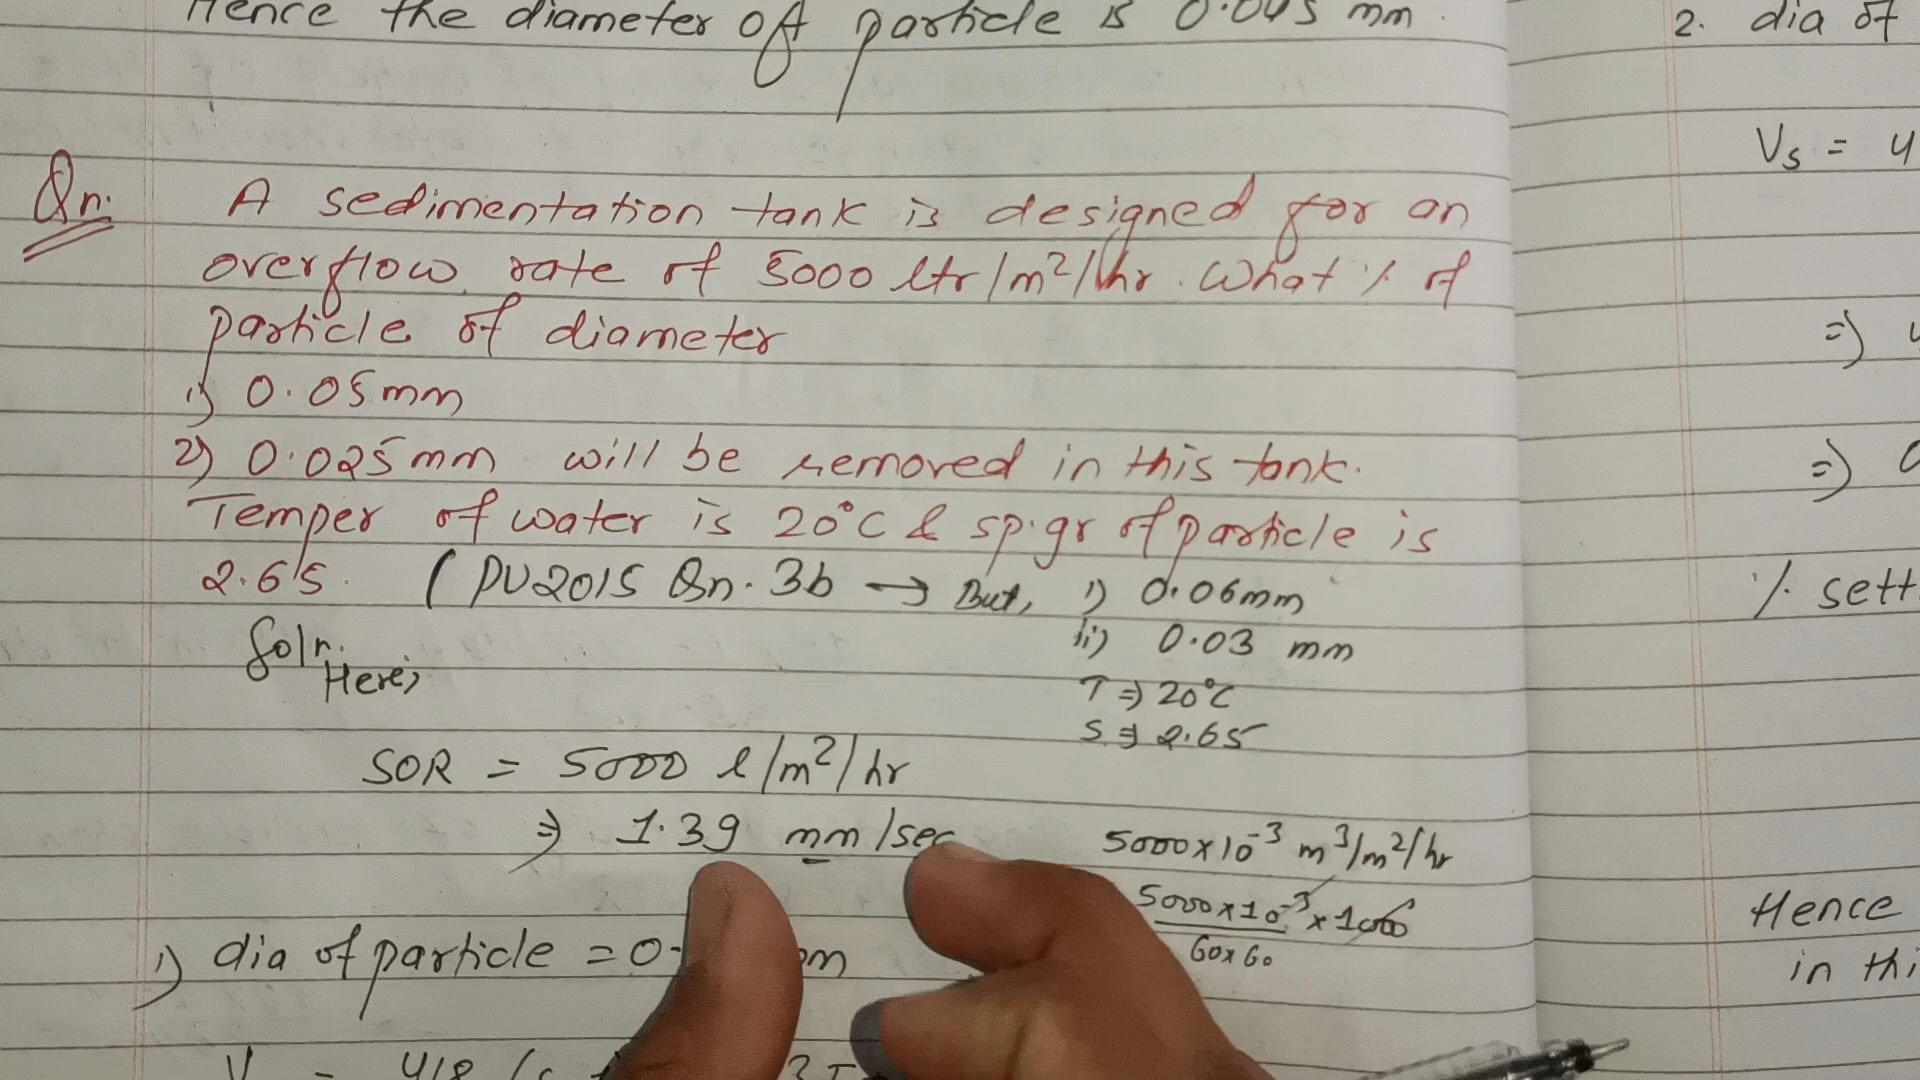 Hence the diameter of particle is 0.045 mm.
Qn. A sedimentation tank is designed for an
overflow rate of 5000 ltr/m²/hr. What % of
particle of diameter
1) 0.05mm
2) 0.025mm will be removed in this tank.
Temper of water is 20°C & sp.gr of particle is
2.65. (PU2015 Qn. 3b → But, i) 0.06mm
ii) 0.03 mm
T ⇒ 20°C
S ⇒ 2.65
Soln.
Here,
SOR = 5000 l/m²/hr
⇒ 1.39 mm/sec
5000×10⁻³ m³/m²/hr
5000×10⁻³×1000
60×60
1) dia of particle = 0.
418
2. dia of
Vs = 4
⇒)
⇒)
% sett
Hence
in thi